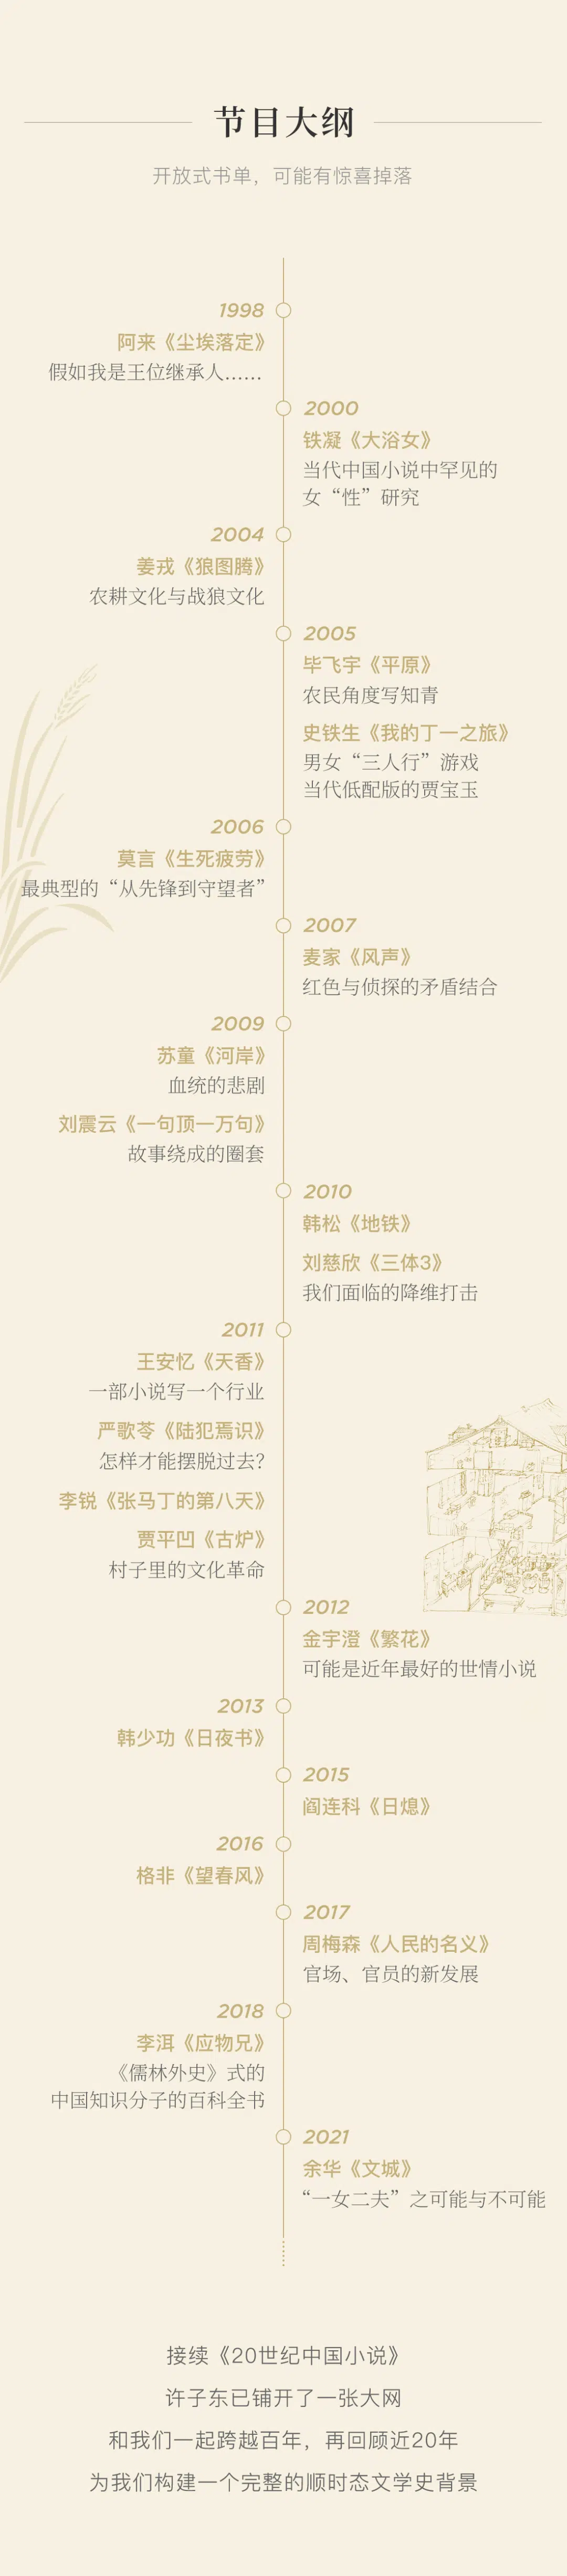 节目大纲
开放式书单，可能有惊喜掉落
1998
阿来《尘埃落定》
假如我是王位继承人……
2000
铁凝《大浴女》
当代中国小说中罕见的
女“性”研究
2004
姜戎《狼图腾》
农耕文化与战狼文化
2005
毕飞宇《平原》
农民角度写知青
史铁生《我的丁一之旅》
男女“三人行”游戏
当代低配版的贾宝玉
2006
莫言《生死疲劳》
最典型的“从先锋到守望者”
2007
麦家《风声》
红色与侦探的矛盾结合
2009
苏童《河岸》
血统的悲剧
刘震云《一句顶一万句》
故事绕成的圈套
2010
韩松《地铁》
刘慈欣《三体3》
我们面临的降维打击
2011
王安忆《天香》
一部小说写一个行业
严歌苓《陆犯焉识》
怎样才能摆脱过去？
李锐《张马丁的第八天》
贾平凹《古炉》
村子里的文化革命
2012
金宇澄《繁花》
可能是近年最好的世情小说
2013
韩少功《日夜书》
2015
阎连科《日熄》
2016
格非《望春风》
2017
周梅森《人民的名义》
官场、官员的新发展
2018
李洱《应物兄》
《儒林外史》式的
中国知识分子的百科全书
2021
余华《文城》
“一女二夫”之可能与不可能
接续《20世纪中国小说》
许子东已铺开了一张大网
和我们一起跨越百年，再回顾近20年
为我们构建一个完整的顺时态文学史背景